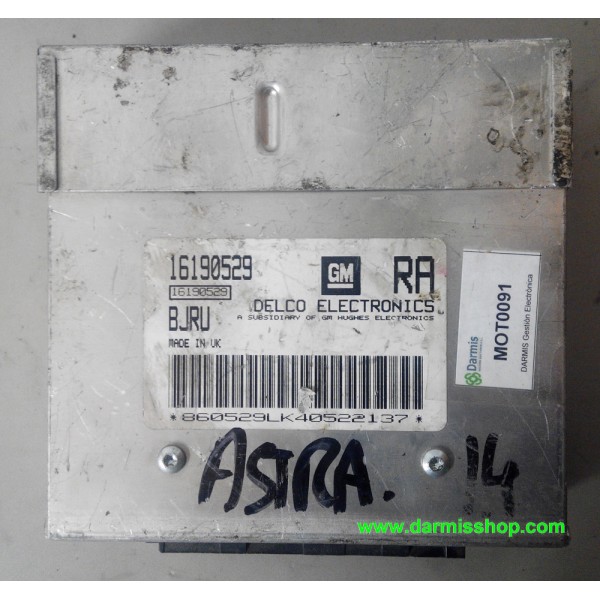 16190529
16190529
BJRU
MADE IN UK
GM
RA
DELCO ELECTRONICS
A SUBSIDIARY OF GM HUGHES ELECTRONICS
*860529LK40522137*
ASTRA. 14
Darmis
MOT0091
DARMIS Gestión Electrónica
www.darmisshop.com